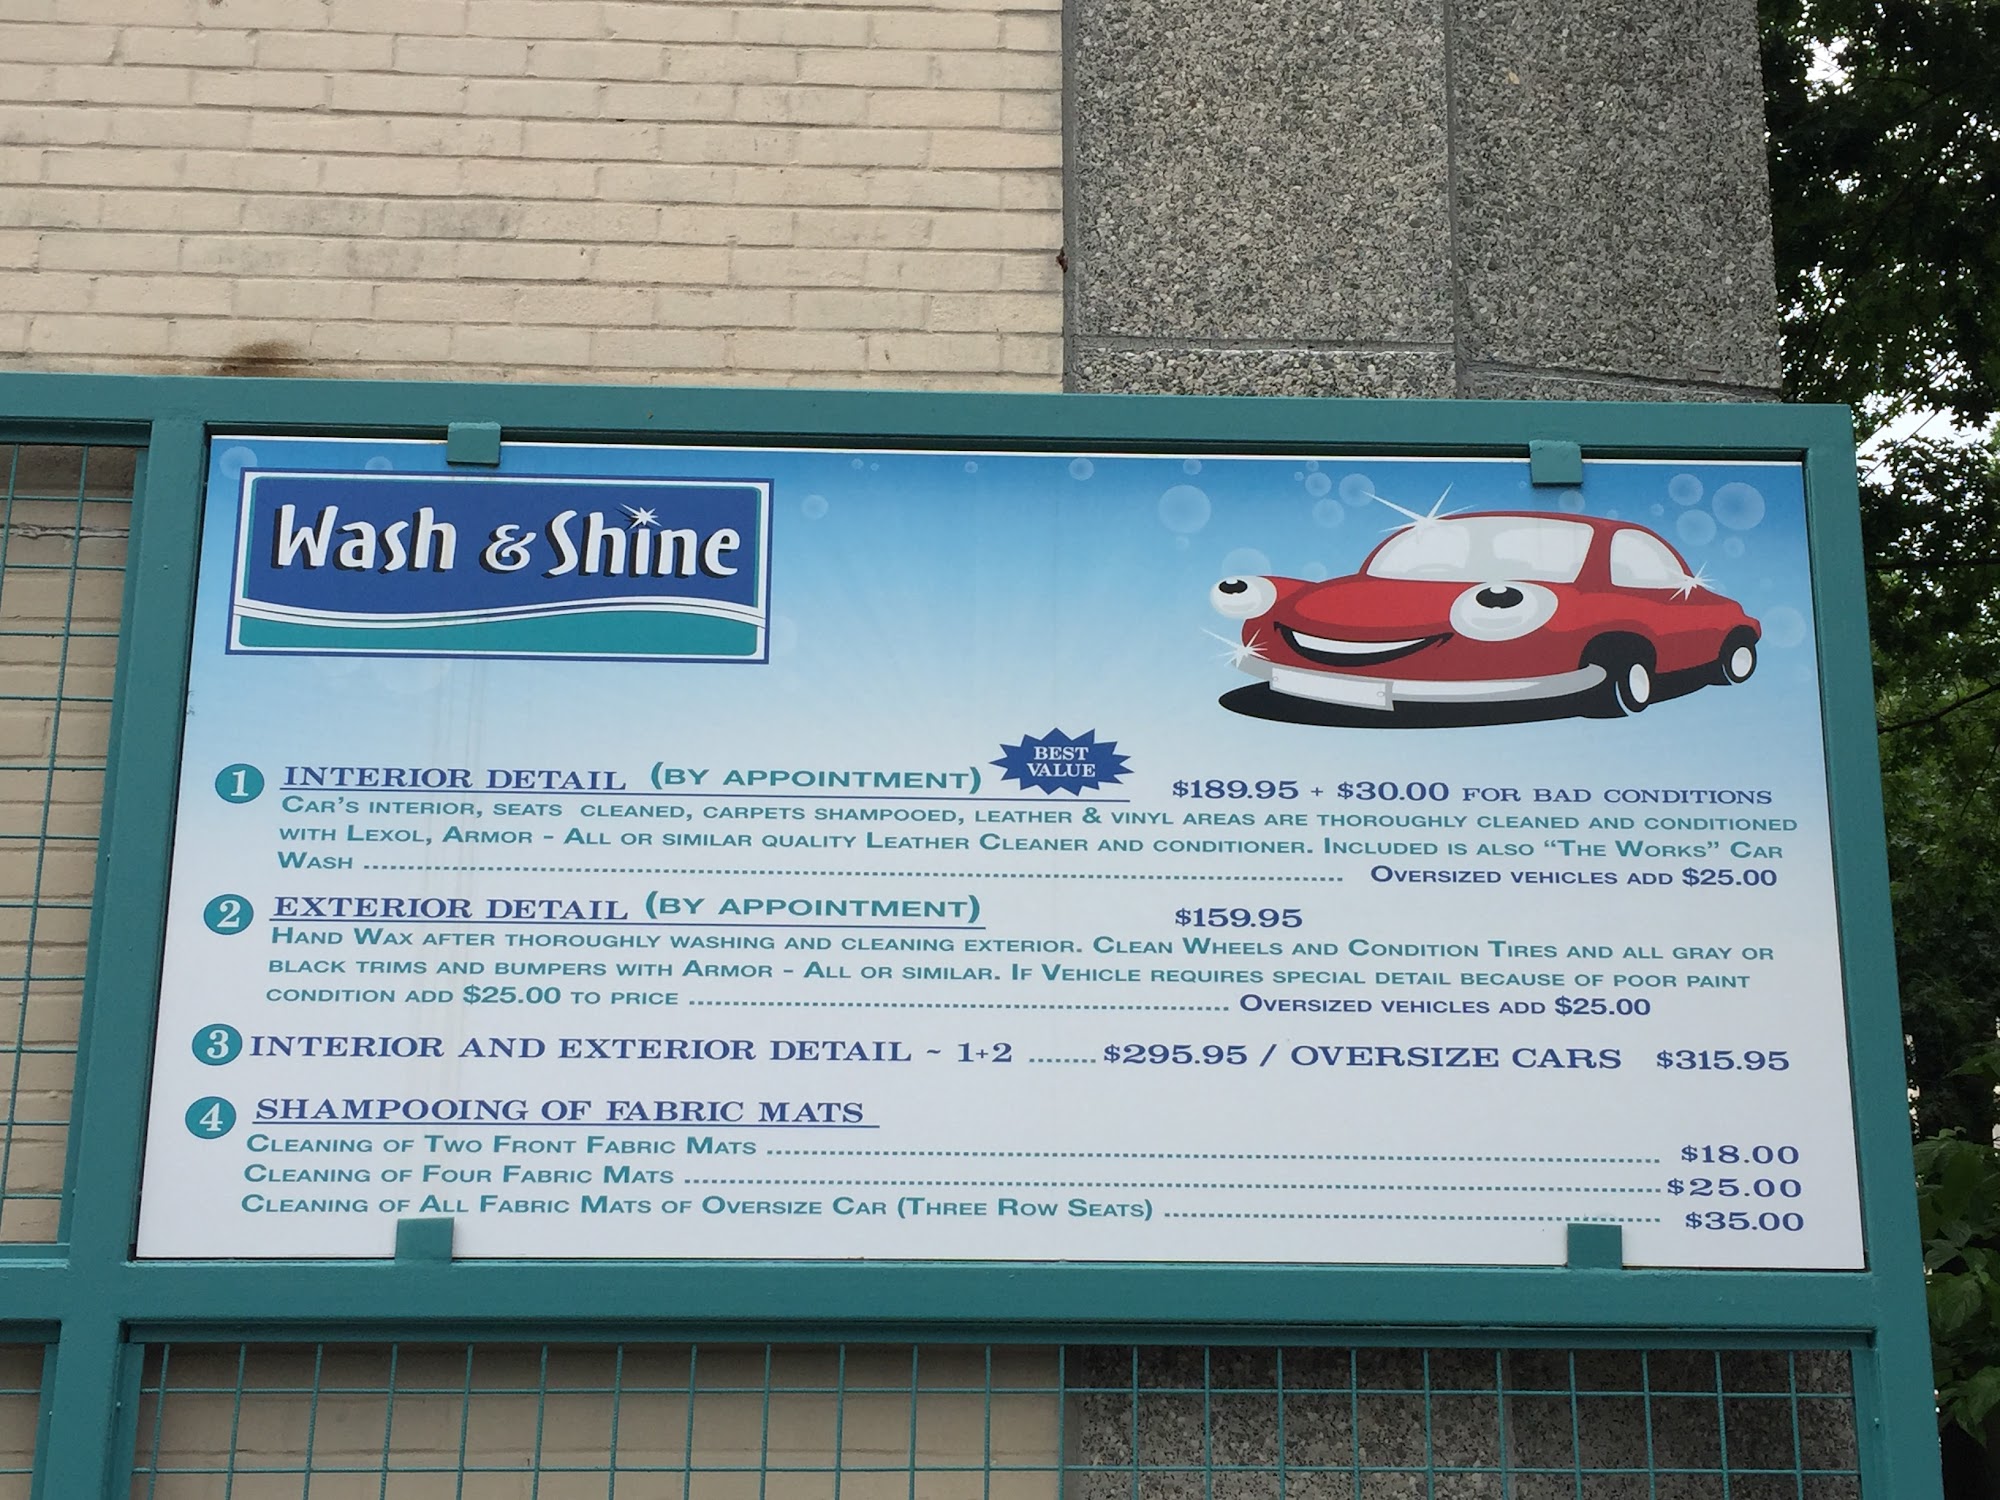 Wash & Shine
BEST
VALUE
1 INTERIOR DETAIL (BY APPOINTMENT) $189.95 + $30.00 FOR BAD CONDITIONS
CAR'S INTERIOR, SEATS CLEANED, CARPETS SHAMPOOED, LEATHER & VINYL AREAS ARE THOROUGHLY CLEANED AND CONDITIONED
WITH LEXOL, ARMOR - ALL OR SIMILAR QUALITY LEATHER CLEANER AND CONDITIONER. INCLUDED IS ALSO "THE WORKS" CAR
WASH ........ OVERSIZED VEHICLES ADD $25.00
2 EXTERIOR DETAIL (BY APPOINTMENT) $159.95
HAND WAX AFTER THOROUGHLY WASHING AND CLEANING EXTERIOR. CLEAN WHEELS AND CONDITION TIRES AND ALL GRAY OR
BLACK TRIMS AND BUMPERS WITH ARMOR - ALL OR SIMILAR. IF VEHICLE REQUIRES SPECIAL DETAIL BECAUSE OF POOR PAINT
CONDITION ADD $25.00 TO PRICE ........ OVERSIZED VEHICLES ADD $25.00
3 INTERIOR AND EXTERIOR DETAIL ~ 1+2 ........ $295.95 / OVERSIZE CARS $315.95
4 SHAMPOOING OF FABRIC MATS
CLEANING OF TWO FRONT FABRIC MATS ........ $18.00
CLEANING OF FOUR FABRIC MATS ........ $25.00
CLEANING OF ALL FABRIC MATS OF OVERSIZE CAR (THREE ROW SEATS) ........ $35.00